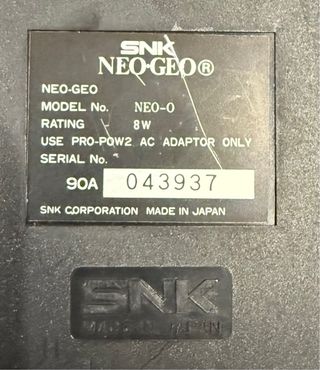 SNK
NEO·GEO®
NEO-GEO
MODEL No. NEO-O
RATING 8W
USE PRO-POW2 AC ADAPTOR ONLY
SERIAL No.
90A 043937
SNK CORPORATION MADE IN JAPAN
SNK
MADE IN JAPAN